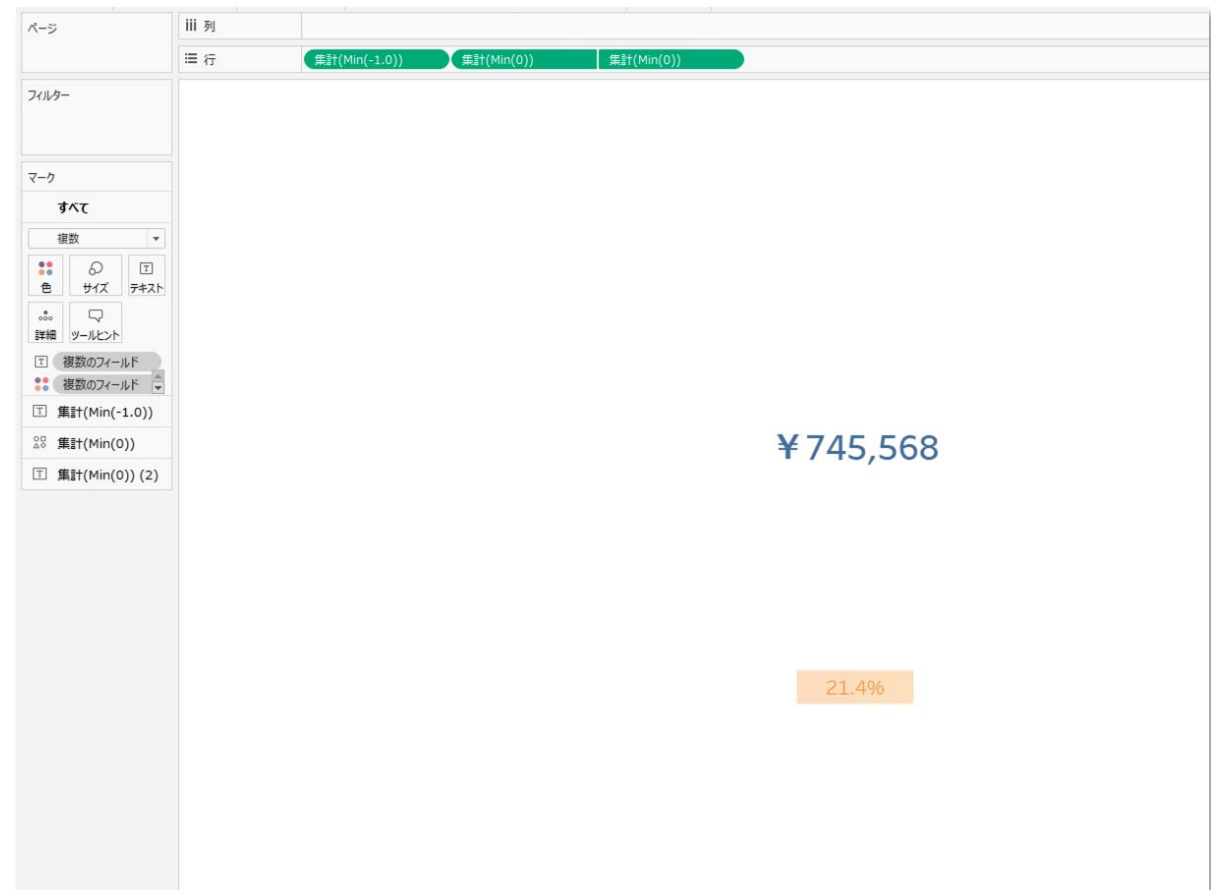 ページ
iii 列
行
集計(Min(-1.0)) 集計(Min(0)) 集計(Min(0))
フィルター
マーク
すべて
複数
色 サイズ テキスト
詳細 ツールヒント
複数のフィールド
複数のフィールド
集計(Min(-1.0))
集計(Min(0))
集計(Min(0)) (2)
¥745,568
21.4%